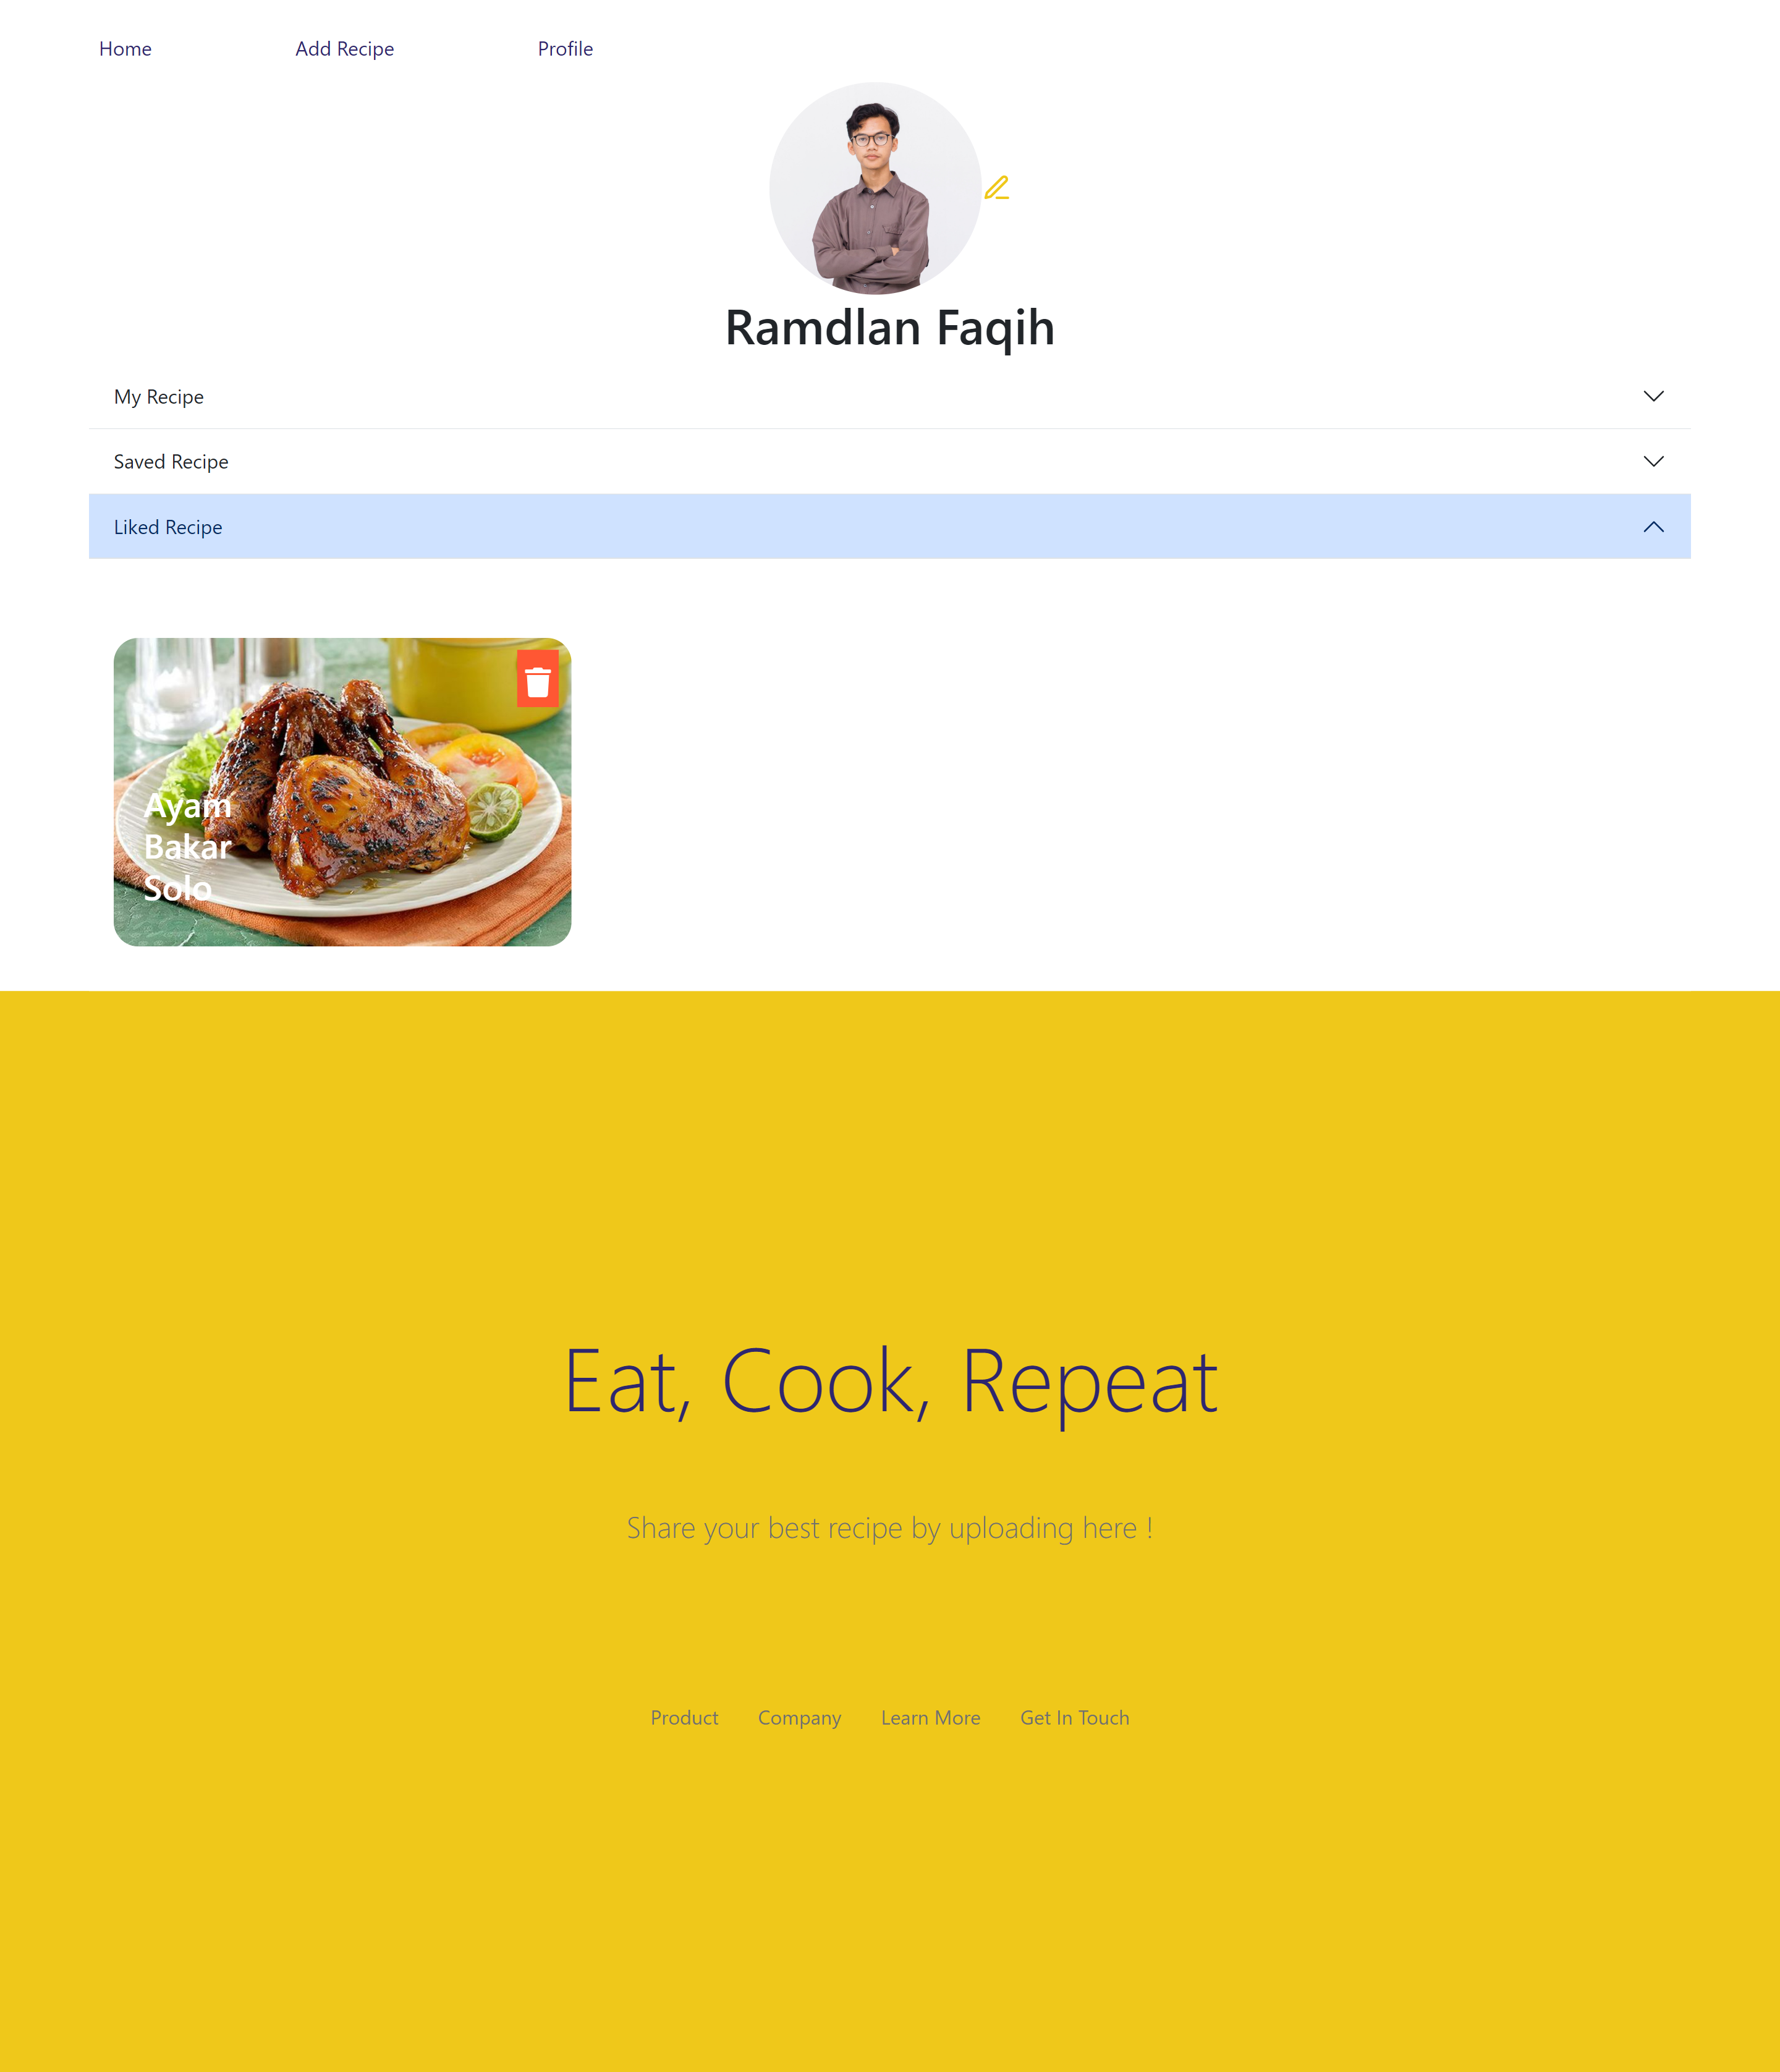 Home Add Recipe Profile
Ramdlan Faqih
My Recipe
Saved Recipe
Liked Recipe
Ayam
Bakar
Solo
Eat, Cook, Repeat
Share your best recipe by uploading here !
Product Company Learn More Get In Touch